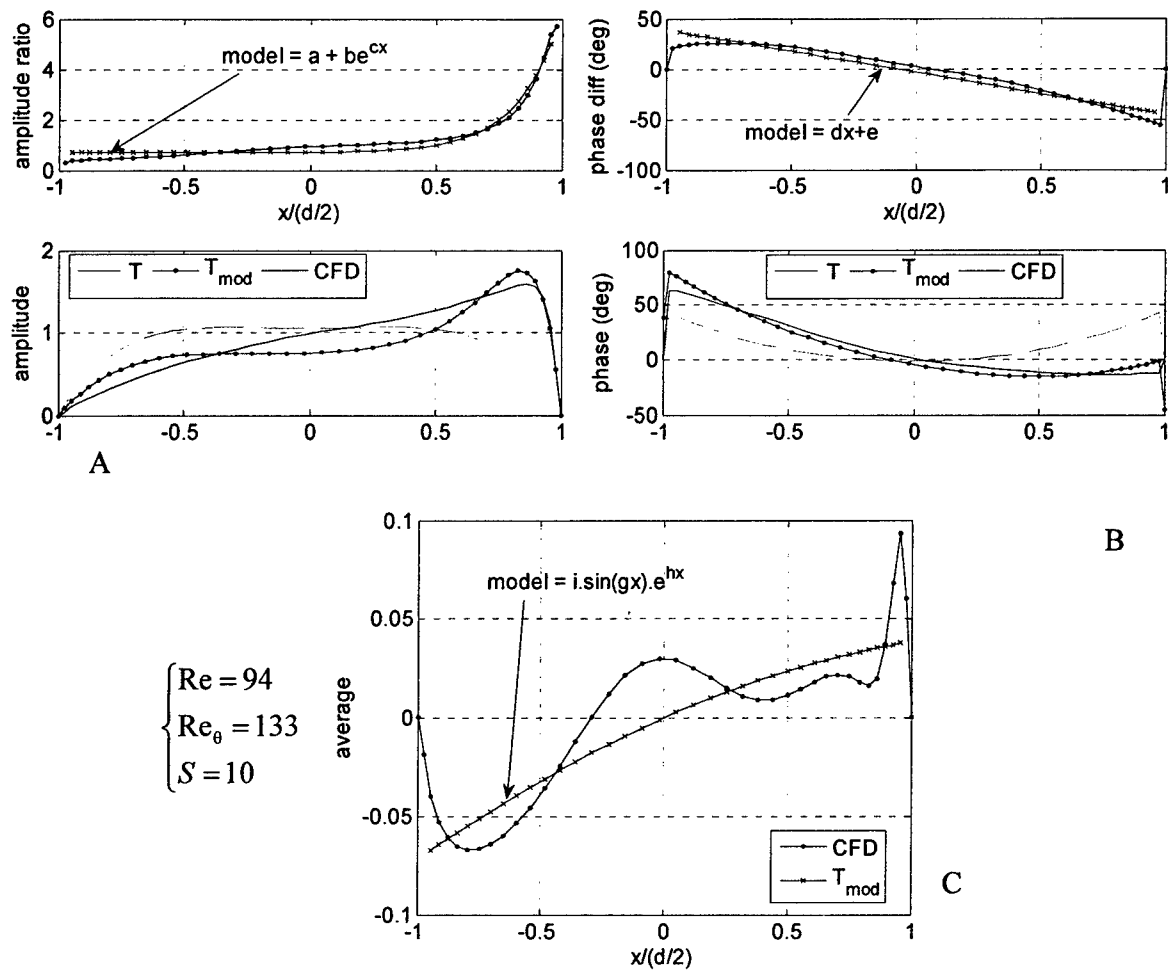 amplitude ratio
6
4
2
0
model = a + be^cx
-1 -0.5 0 0.5 1
x/(d/2)
phase diff (deg)
50
0
-50
-100
model = dx+e
-1 -0.5 0 0.5 1
x/(d/2)
amplitude
2
1
0
T T_mod CFD
-1 -0.5 0 0.5 1
A
phase (deg)
100
50
0
-50
T T_mod CFD
-1 -0.5 0 0.5 1
B
average
0.1
0.05
0
-0.05
-0.1
model = i.sin(gx).e^hx
Re = 94
Re_θ = 133
S = 10
CFD
T_mod
C
-1 -0.5 0 0.5 1
x/(d/2)